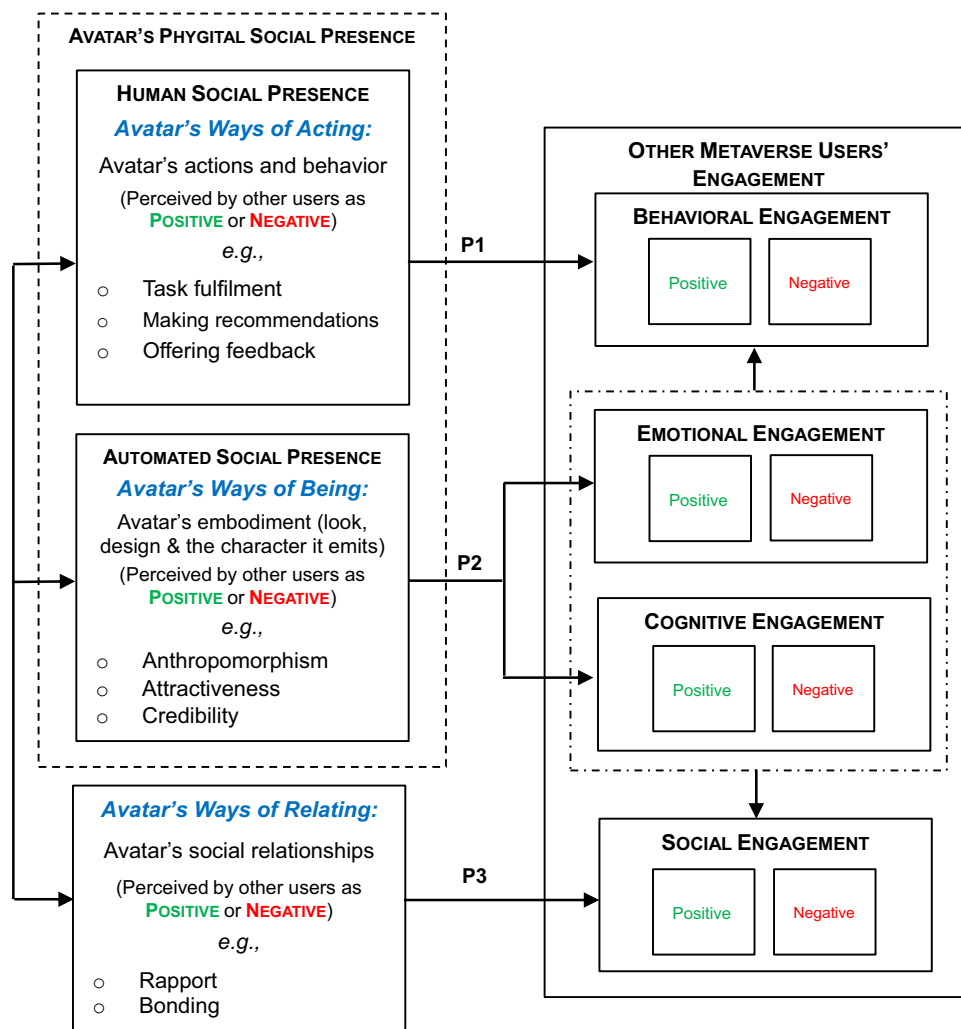 AVATAR'S PHYGITAL SOCIAL PRESENCE
HUMAN SOCIAL PRESENCE
Avatar's Ways of Acting:
Avatar's actions and behavior
(Perceived by other users as
POSITIVE or NEGATIVE)
e.g.,
○ Task fulfilment
○ Making recommendations
○ Offering feedback
P1
AUTOMATED SOCIAL PRESENCE
Avatar's Ways of Being:
Avatar's embodiment (look,
design & the character it emits)
(Perceived by other users as
POSITIVE or NEGATIVE)
e.g.,
○ Anthropomorphism
○ Attractiveness
○ Credibility
P2
Avatar's Ways of Relating:
Avatar's social relationships
(Perceived by other users as
POSITIVE or NEGATIVE)
e.g.,
○ Rapport
○ Bonding
P3
OTHER METAVERSE USERS'
ENGAGEMENT
BEHAVIORAL ENGAGEMENT
Positive
Negative
EMOTIONAL ENGAGEMENT
Positive
Negative
COGNITIVE ENGAGEMENT
Positive
Negative
SOCIAL ENGAGEMENT
Positive
Negative